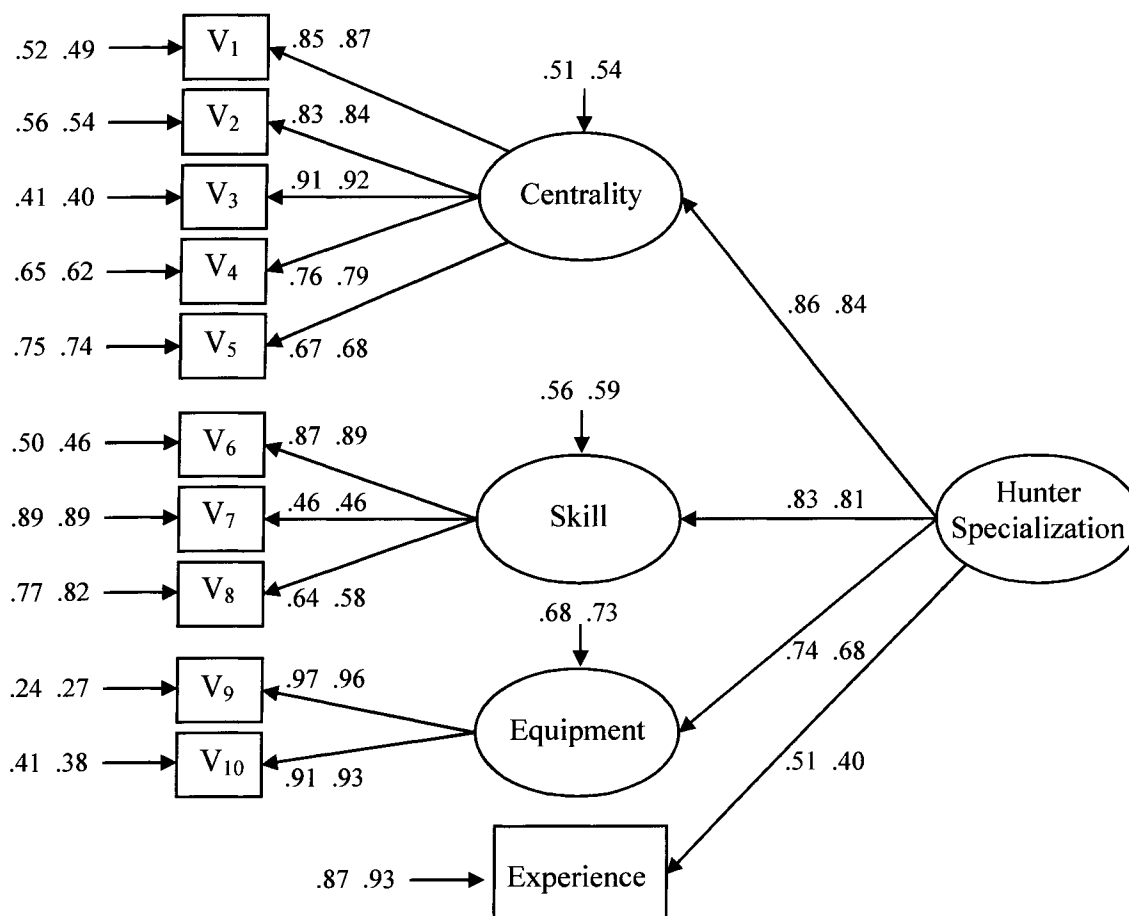 .52 .49
V1
.85 .87
.51 .54
.56 .54
V2
.83 .84
.41 .40
V3
.91 .92
Centrality
.65 .62
V4
.76 .79
.86 .84
.75 .74
V5
.67 .68
.56 .59
.50 .46
V6
.87 .89
.89 .89
V7
.46 .46
Skill
.83 .81
Hunter
Specialization
.77 .82
V8
.64 .58
.68 .73
.74 .68
.24 .27
V9
.97 .96
Equipment
.41 .38
V10
.91 .93
.51 .40
.87 .93
Experience